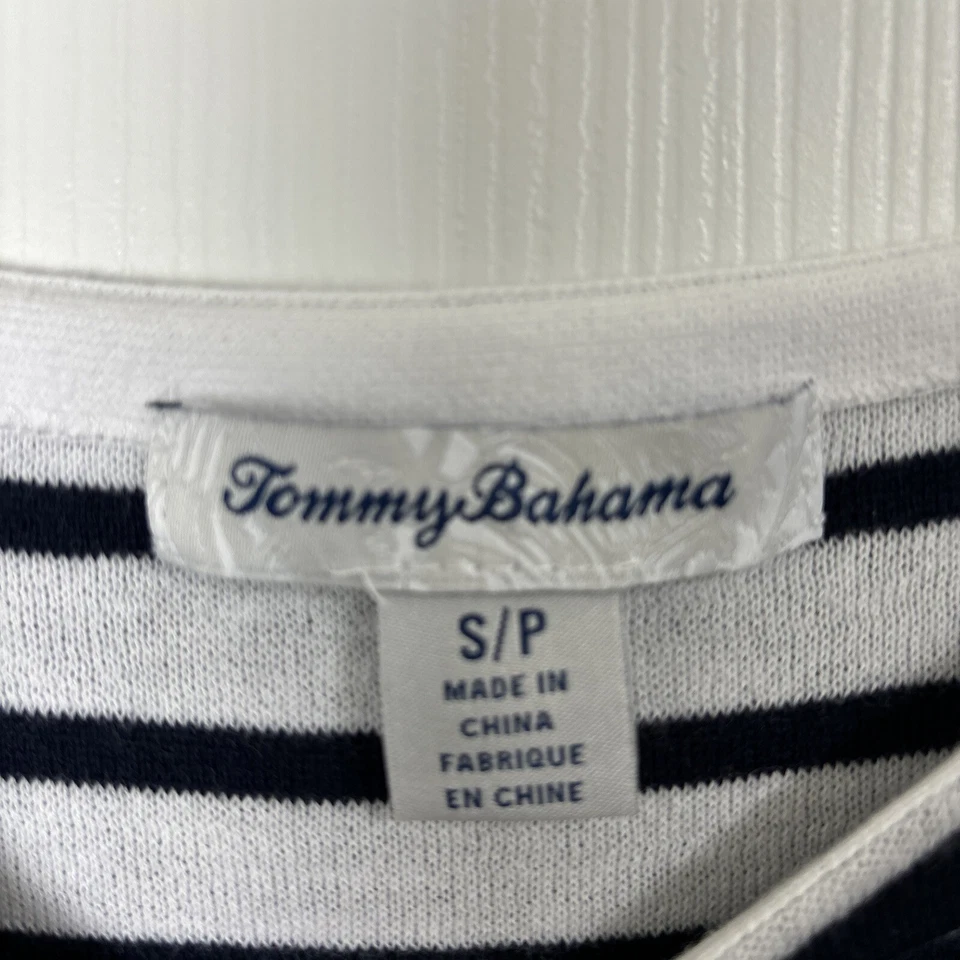 Tommy Bahama
S/P
MADE IN
CHINA
FABRIQUE
EN CHINE